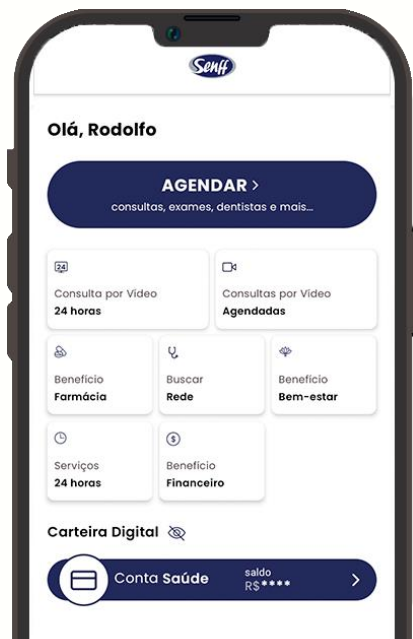 Senff
Olá, Rodolfo
AGENDAR >
consultas, exames, dentistas e mais...
24
Consulta por Vídeo
24 horas
Consultas por Vídeo
Agendadas
Benefício
Farmácia
Buscar
Rede
Benefício
Bem-estar
Serviços
24 horas
$
Benefício
Financeiro
Carteira Digital
Conta Saúde
saldo
R$****